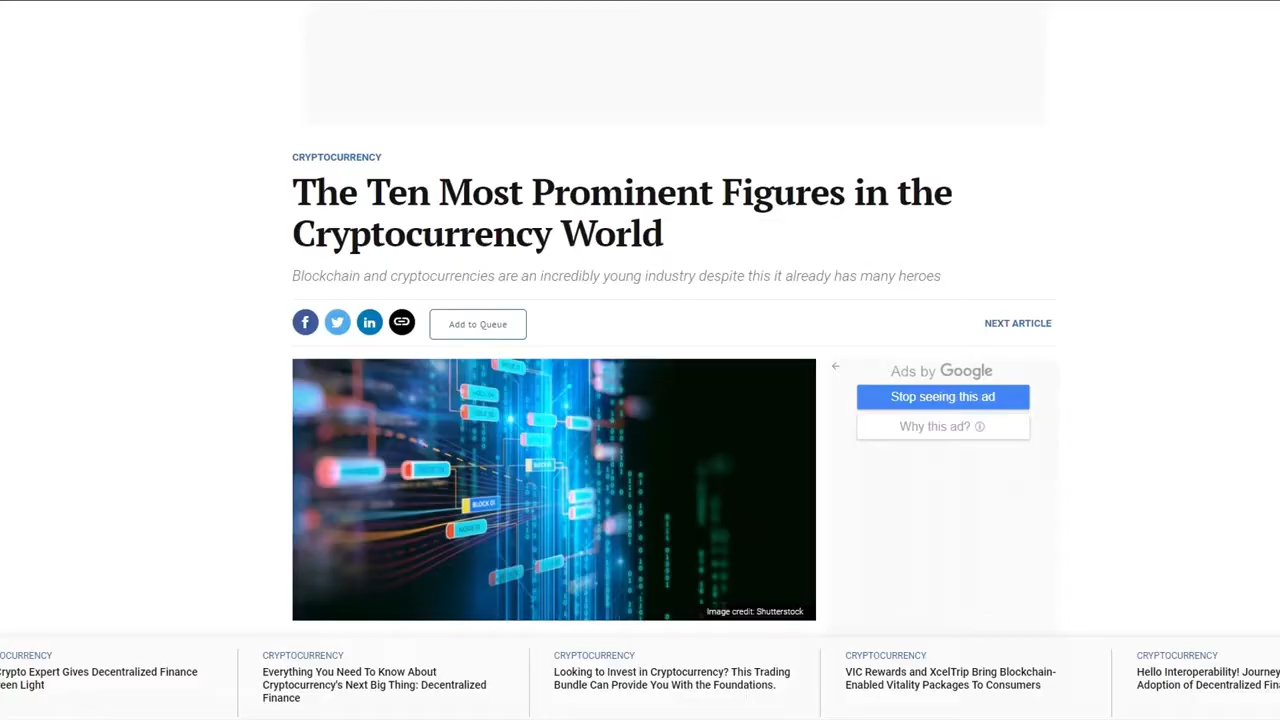 CRYPTOCURRENCY
The Ten Most Prominent Figures in the
Cryptocurrency World
Blockchain and cryptocurrencies are an incredibly young industry despite this it already has many heroes
Add to Queue
NEXT ARTICLE
Ads by Google
Stop seeing this ad
Why this ad?
BLOCK 05
Image credit: Shutterstock
OCURRENCY
Crypto Expert Gives Decentralized Finance
een Light
CRYPTOCURRENCY
Everything You Need To Know About
Cryptocurrency's Next Big Thing: Decentralized
Finance
CRYPTOCURRENCY
Looking to Invest in Cryptocurrency? This Trading
Bundle Can Provide You With the Foundations.
CRYPTOCURRENCY
VIC Rewards and XcelTrip Bring Blockchain-
Enabled Vitality Packages To Consumers
CRYPTOCURRENCY
Hello Interoperability! Journey
Adoption of Decentralized Fin